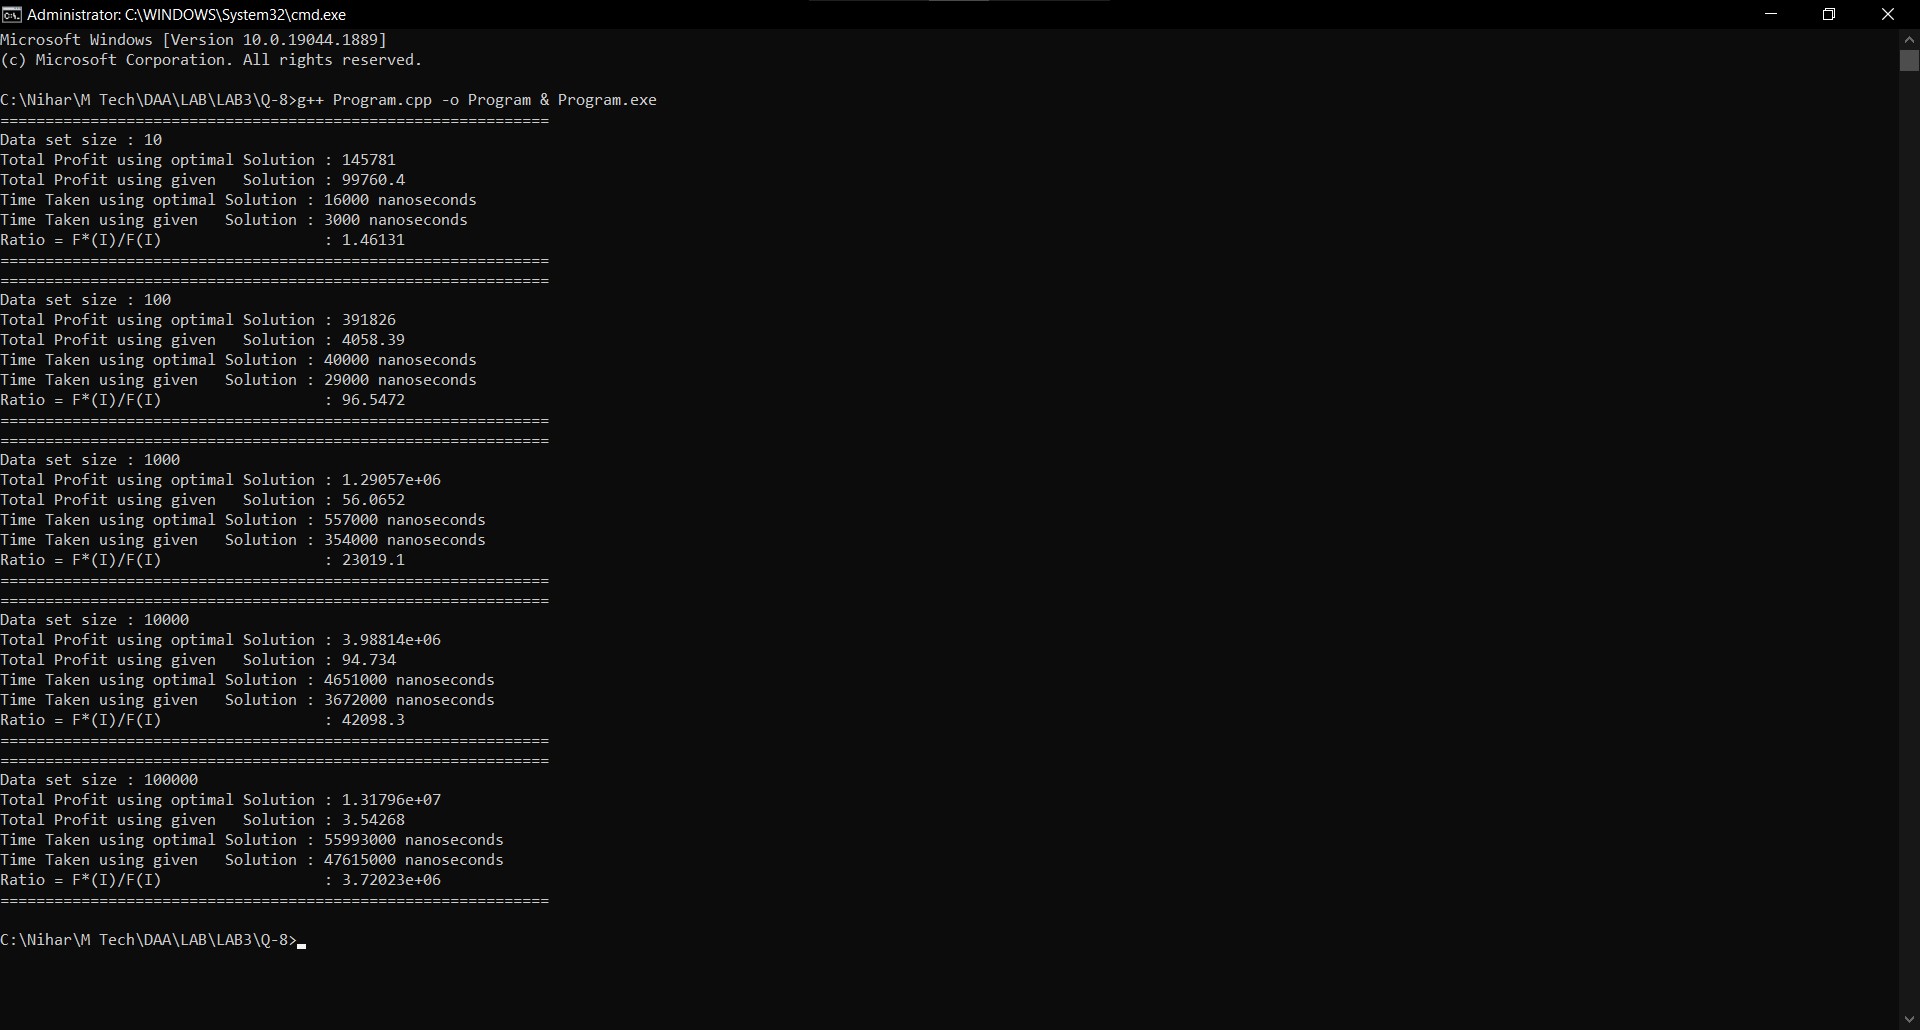 Administrator: C:\WINDOWS\System32\cmd.exe
Microsoft Windows [Version 10.0.19044.1889]
(c) Microsoft Corporation. All rights reserved.
C:\Nihar\M Tech\DAA\LAB\LAB3\Q-8>g++ Program.cpp -o Program & Program.exe
=============================================================
Data set size : 10
Total Profit using optimal Solution : 145781
Total Profit using given   Solution : 99760.4
Time Taken using optimal Solution : 16000 nanoseconds
Time Taken using given   Solution : 3000 nanoseconds
Ratio = F*(I)/F(I)                  : 1.46131
=============================================================
=============================================================
Data set size : 100
Total Profit using optimal Solution : 391826
Total Profit using given   Solution : 4058.39
Time Taken using optimal Solution : 40000 nanoseconds
Time Taken using given   Solution : 29000 nanoseconds
Ratio = F*(I)/F(I)                  : 96.5472
=============================================================
=============================================================
Data set size : 1000
Total Profit using optimal Solution : 1.29057e+06
Total Profit using given   Solution : 56.0652
Time Taken using optimal Solution : 557000 nanoseconds
Time Taken using given   Solution : 354000 nanoseconds
Ratio = F*(I)/F(I)                  : 23019.1
=============================================================
=============================================================
Data set size : 10000
Total Profit using optimal Solution : 3.98814e+06
Total Profit using given   Solution : 94.734
Time Taken using optimal Solution : 4651000 nanoseconds
Time Taken using given   Solution : 3672000 nanoseconds
Ratio = F*(I)/F(I)                  : 42098.3
=============================================================
=============================================================
Data set size : 100000
Total Profit using optimal Solution : 1.31796e+07
Total Profit using given   Solution : 3.54268
Time Taken using optimal Solution : 55993000 nanoseconds
Time Taken using given   Solution : 47615000 nanoseconds
Ratio = F*(I)/F(I)                  : 3.72023e+06
=============================================================
C:\Nihar\M Tech\DAA\LAB\LAB3\Q-8>